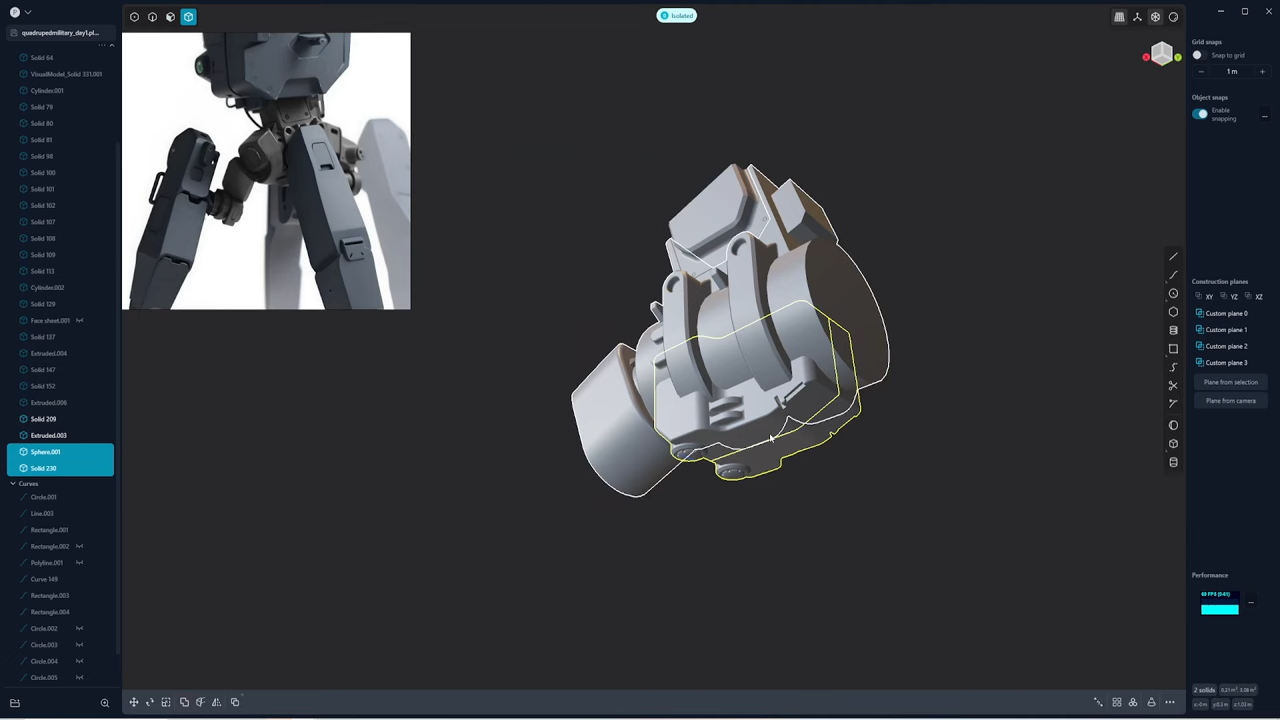 quadrupedmilitary_day1.pl...
Isolated
Solid 64
VisualModel_Solid 331.001
Cylinder.001
Solid 79
Solid 80
Solid 81
Solid 98
Solid 100
Solid 101
Solid 102
Solid 107
Solid 108
Solid 109
Solid 113
Cylinder.002
Solid 129
Face sheet.001
Solid 137
Extruded.004
Solid 147
Solid 152
Extruded.008
Solid 209
Extruded.003
Sphere.001
Solid 230
Curves
Circle.001
Line.003
Rectangle.001
Rectangle.002
Polyline.001
Curve 149
Rectangle.003
Rectangle.004
Circle.002
Circle.003
Circle.004
Circle.005
Grid snaps
Snap to grid
1 m
Object snaps
Enable
snapping
Construction planes
XY YZ XZ
Custom plane 0
Custom plane 1
Custom plane 2
Custom plane 3
Plane from selection
Plane from camera
Performance
2 solids